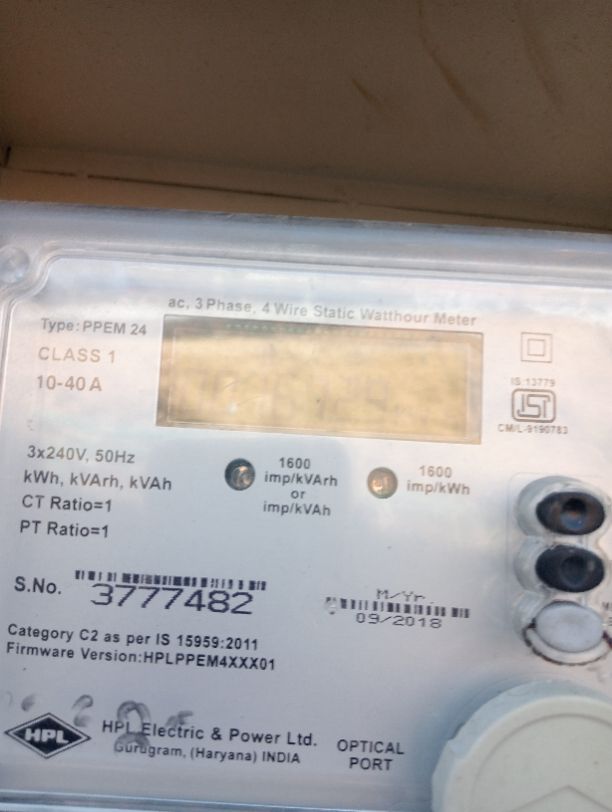 ac, 3 Phase, 4 Wire Static Watthour Meter
Type: PPEM 24
CLASS 1
10-40 A
IS 13779
CM/L-9190783
3x240V, 50Hz
kWh, kVArh, kVAh
CT Ratio=1
PT Ratio=1
1600
imp/kVArh
or
imp/kVAh
1600
imp/kWh
S.No.
3777482
M/Yr.
09/2018
Category C2 as per IS 15959:2011
Firmware Version:HPLPPEM4XXX01
HPL
HPL Electric & Power Ltd.
Gurugram, (Haryana) INDIA
OPTICAL
PORT